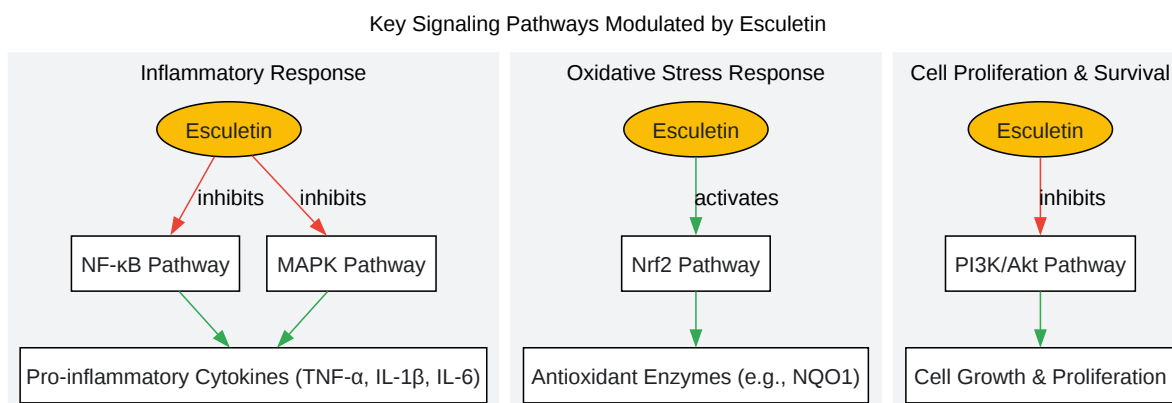 Key Signaling Pathways Modulated by Esculetin
Inflammatory Response
Esculetin
inhibits
inhibits
NF-κB Pathway
MAPK Pathway
Pro-inflammatory Cytokines (TNF-α, IL-1β, IL-6)
Oxidative Stress Response
Esculetin
activates
Nrf2 Pathway
Antioxidant Enzymes (e.g., NQO1)
Cell Proliferation & Survival
Esculetin
inhibits
PI3K/Akt Pathway
Cell Growth & Proliferation